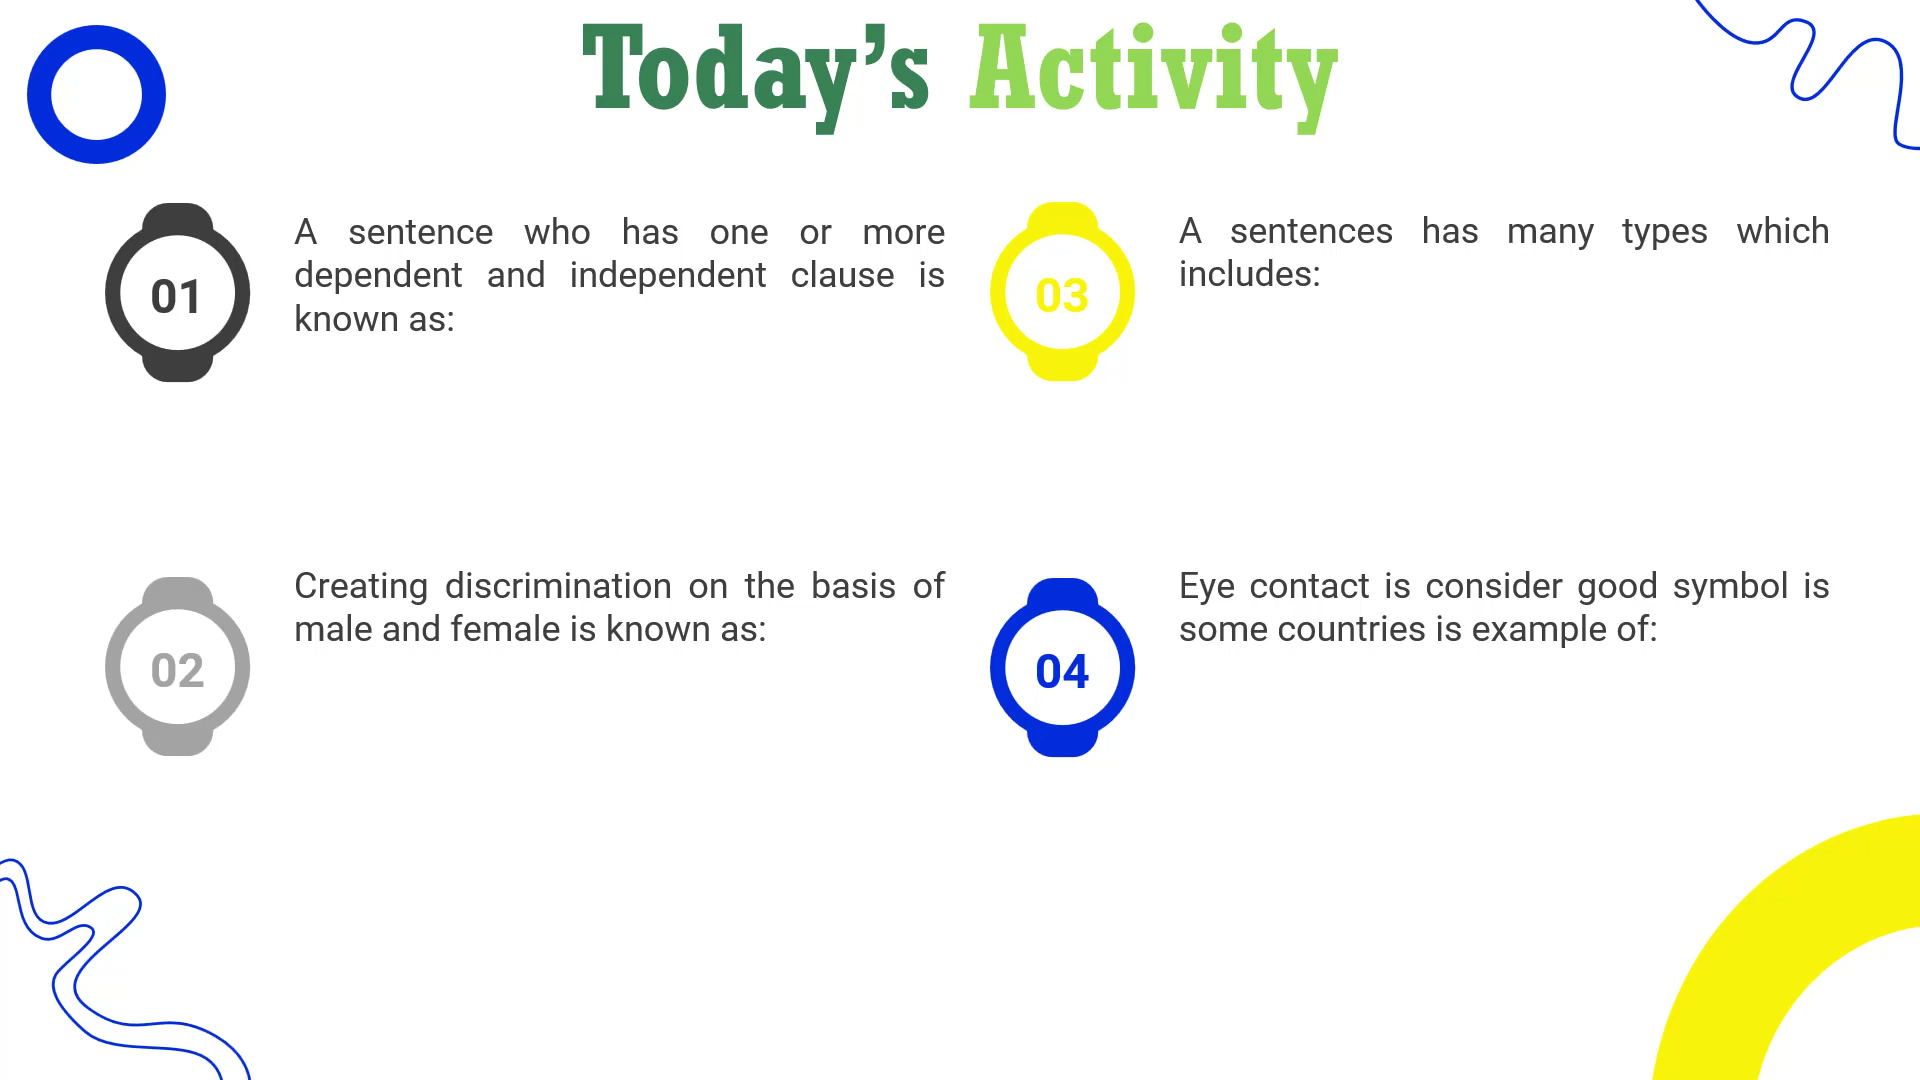 Today’s Activity
01
A sentence who has one or more
dependent and independent clause is
known as:
02
Creating discrimination on the basis of
male and female is known as:
03
A sentences has many types which
includes:
04
Eye contact is consider good symbol is
some countries is example of: